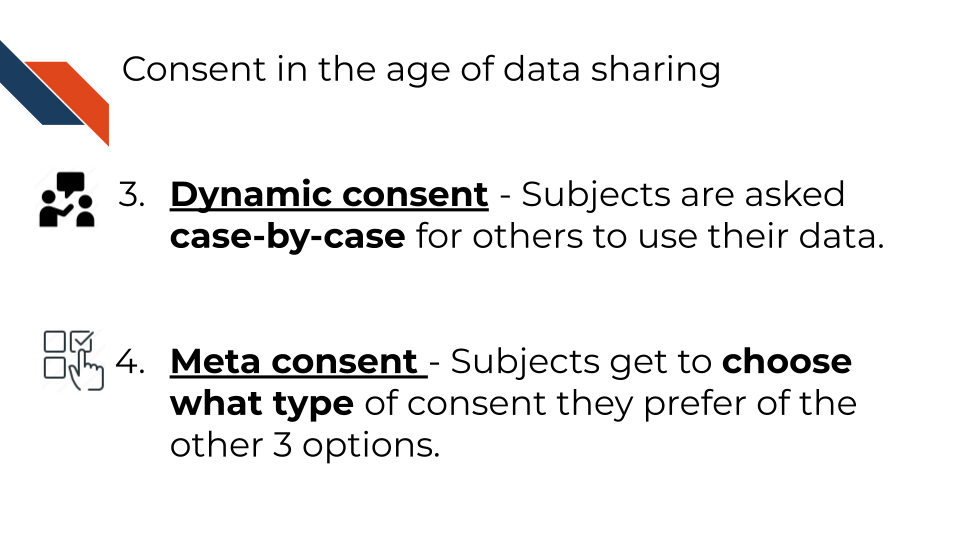 Consent in the age of data sharing
3. Dynamic consent - Subjects are asked
case-by-case for others to use their data.
4. Meta consent - Subjects get to choose
what type of consent they prefer of the
other 3 options.